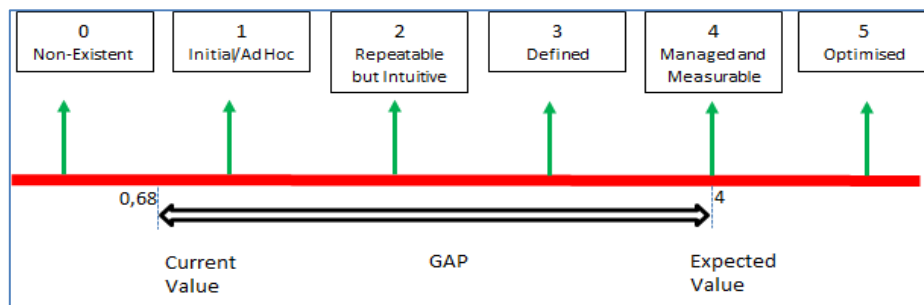 0
Non-Existent
1
Initial/Ad Hoc
2
Repeatable
but Intuitive
3
Defined
4
Managed and
Measurable
5
Optimised
0,68
4
Current
Value
GAP
Expected
Value